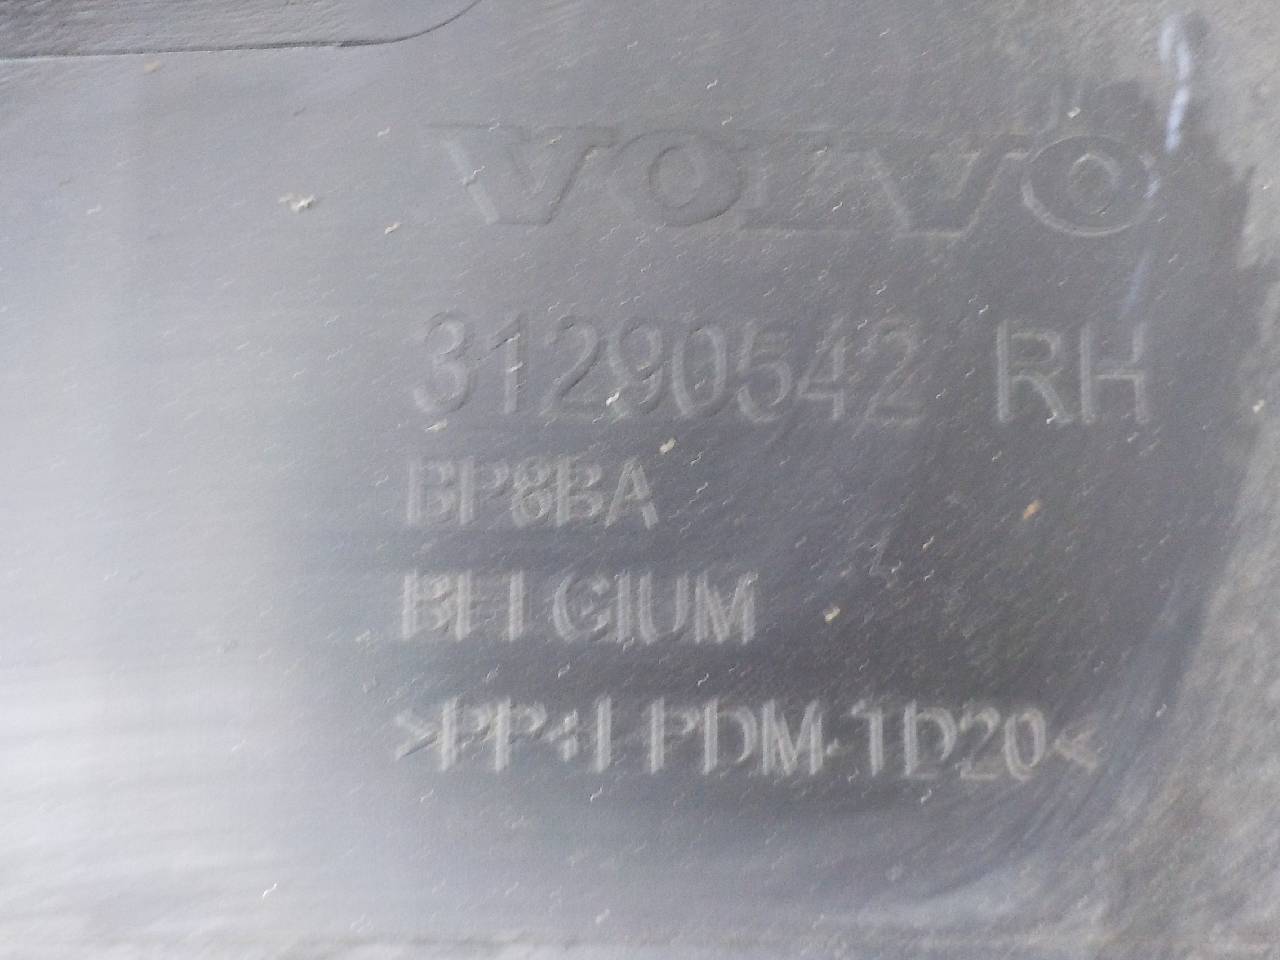 VOLVO
31290542 RH
BP8BA
BELGIUM
>PP+EPDM-TD20<